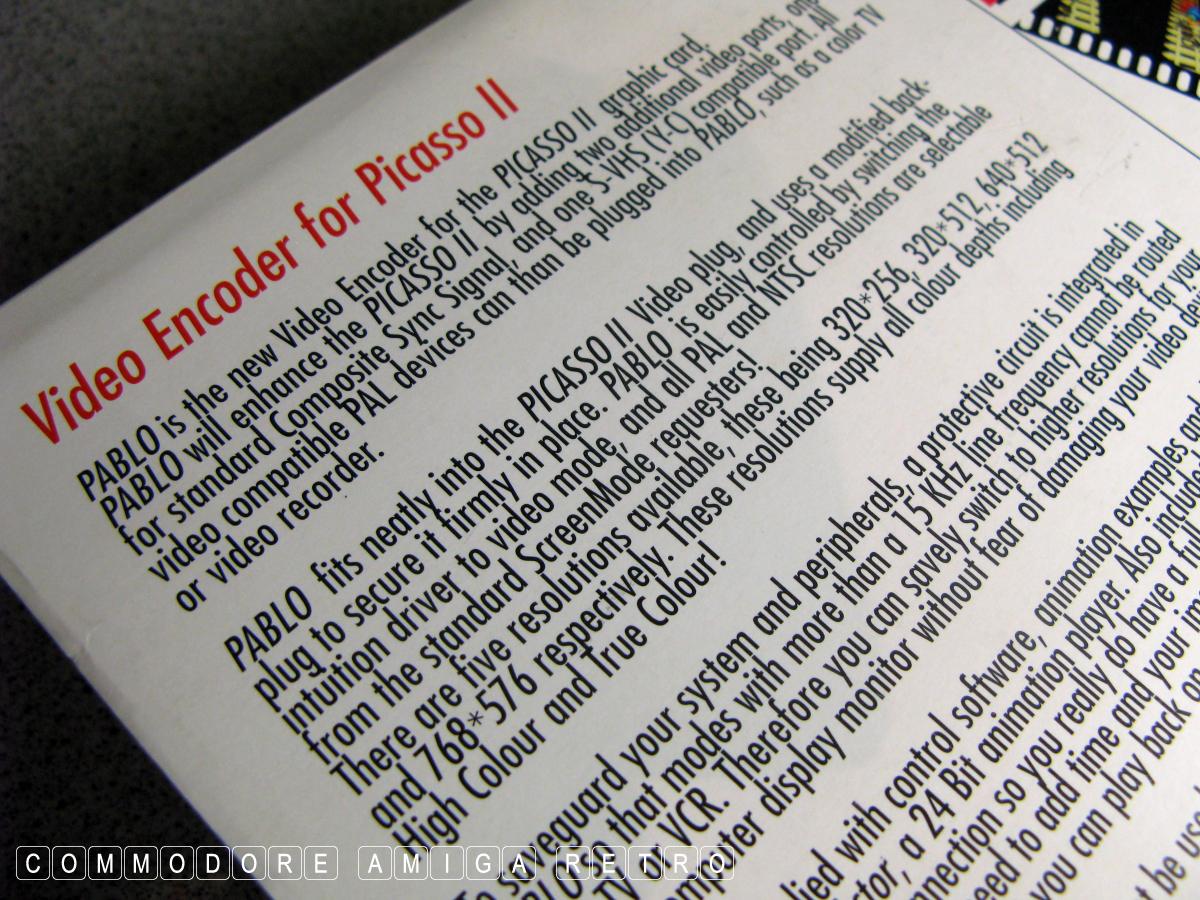 Video Encoder for Picasso II
PABLO is the new Video Encoder for the PICASSO II graphic card.
PABLO will enhance the PICASSO II by adding two additional video ports, one
for standard Composite Sync Signal, and one S-VHS (Y-C) compatible port. All
video compatible PAL devices can than be plugged into PABLO, such as a color TV
or video recorder.
PABLO fits neatly into the PICASSO II Video plug, and uses a modified back-
plug to secure it firmly in place. PABLO is easily controlled by switching the
intuition driver to video mode, and all PAL and NTSC resolutions are selectable
from the standard ScreenMode requesters!
There are five resolutions available, these being 320*256, 320*512, 640*512
and 768*576 respectively. These resolutions supply all colour depths including
High Colour and True Colour!
To saveguard your system and peripherals, a protective circuit is integrated in
so that modes with more than a 15 KHz line frequency cannot be routed
TV or VCR. Therefore you can savely switch to higher resolutions for your
display monitor without fear of damaging your video
with control software, animation examples
a 24 Bit animation player. Also
so you really do have a
need to add time and your
you can play back
be
COMMODORE AMIGA RETRO